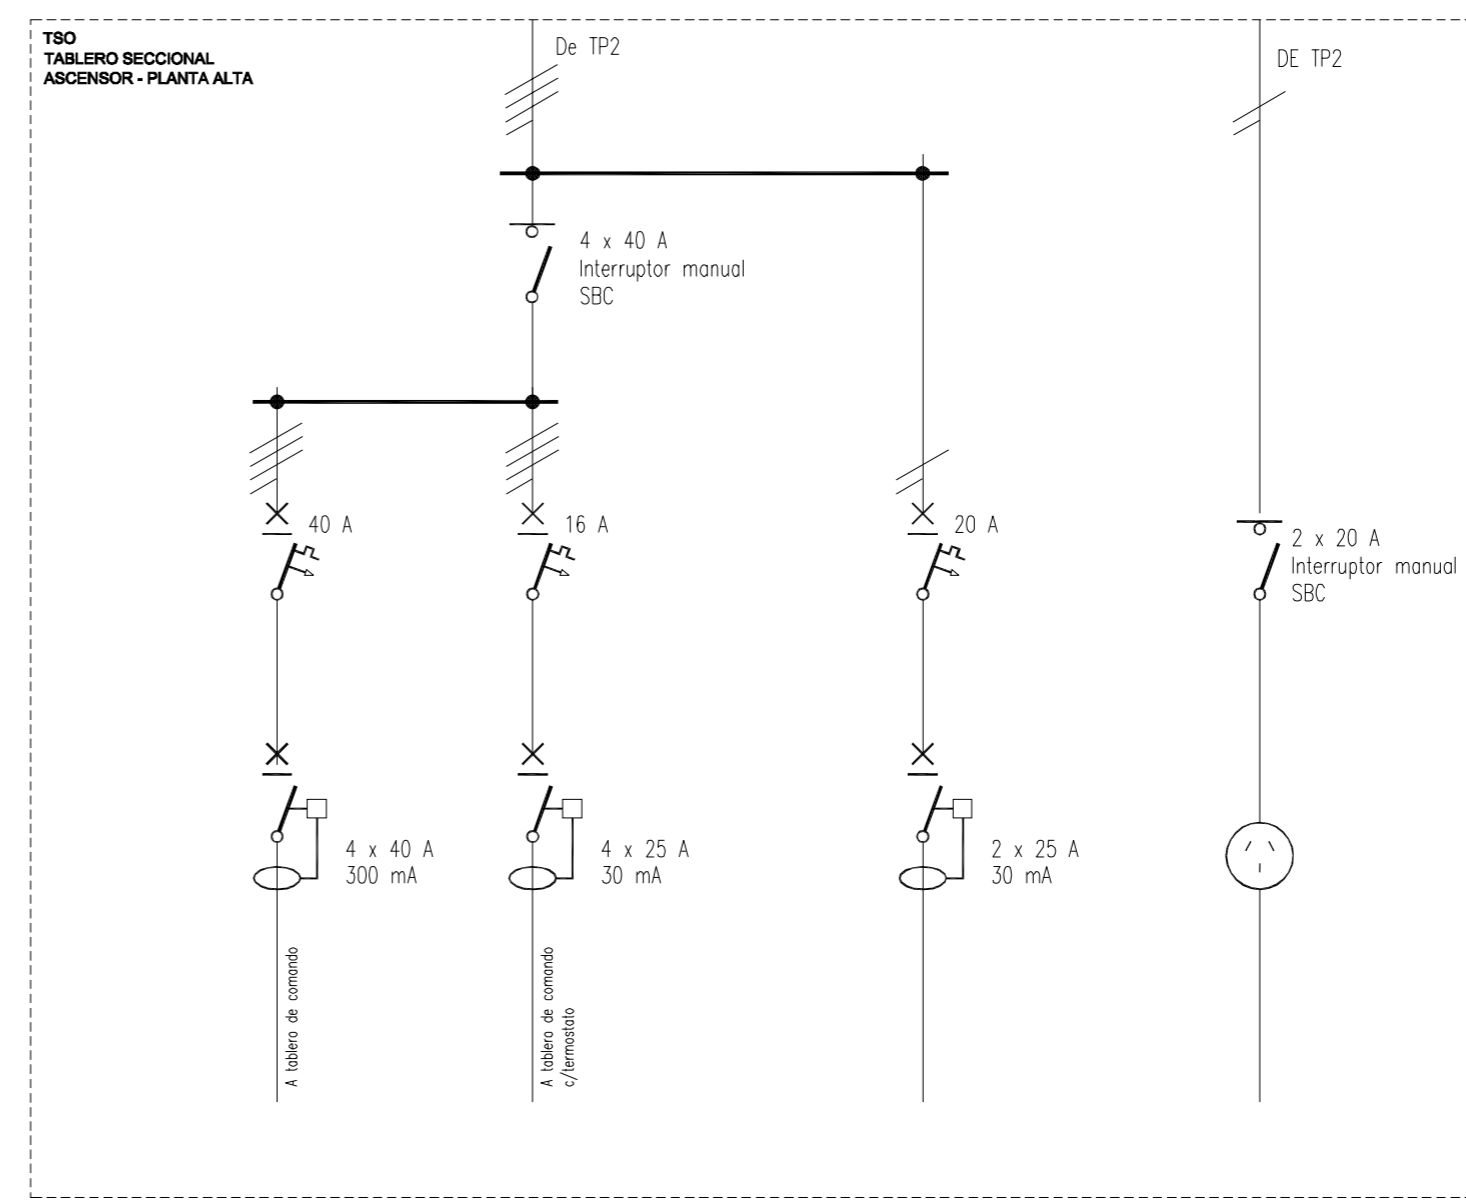 TSO
TABLERO SECCIONAL
ASCENSOR - PLANTA ALTA
De TP2
DE TP2
4 x 40 A
Interruptor manual
SBC
40 A
16 A
20 A
2 x 20 A
Interruptor manual
SBC
4 x 40 A
300 mA
4 x 25 A
30 mA
2 x 25 A
30 mA
A tablero de comando
A tablero de comando
c/termostato